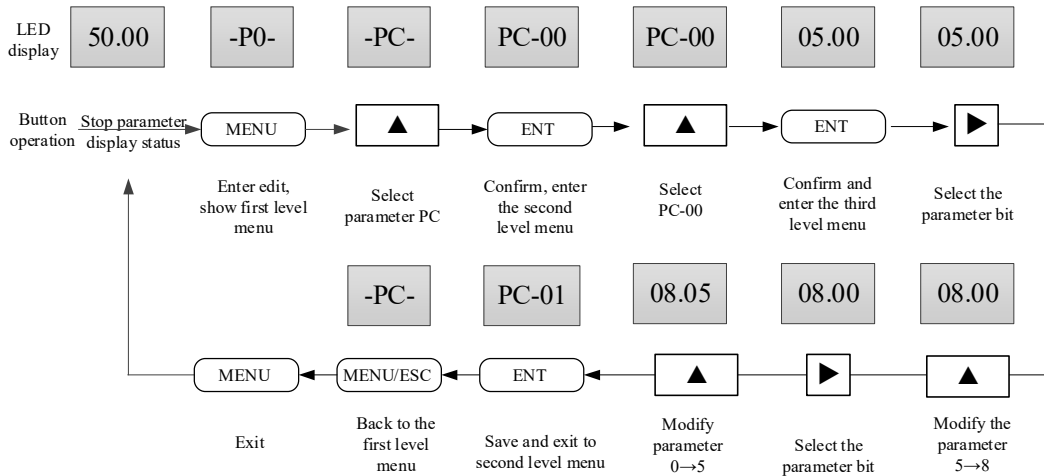 LED
display
50.00
-P0-
-PC-
PC-00
PC-00
05.00
05.00
Button
operation
Stop parameter
display status
MENU
▲
ENT
▲
ENT
▶
Enter edit,
show first level
menu
Select
parameter PC
Confirm, enter
the second
level menu
Select
PC-00
Confirm and
enter the third
level menu
Select the
parameter bit
-PC-
PC-01
08.05
08.00
08.00
MENU
MENU/ESC
ENT
▲
▶
▲
Exit
Back to the
first level
menu
Save and exit to
second level menu
Modify
parameter
0→5
Select the
parameter bit
Modify the
parameter
5→8